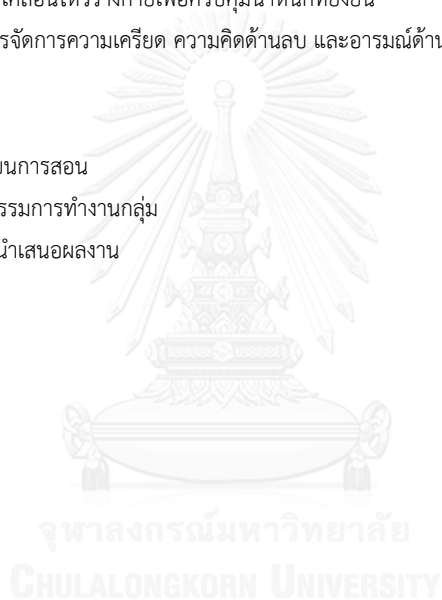 การจัดการความเครียด ความคิดด้านลบ และอารมณ์ด้าน
นการสอน
รรมการทำงานกลุ่ม
นำเสนอผลงาน
จุฬาลงกรณ์มหาวิทยาลัย
CHULALONGKORN UNIVERSITY